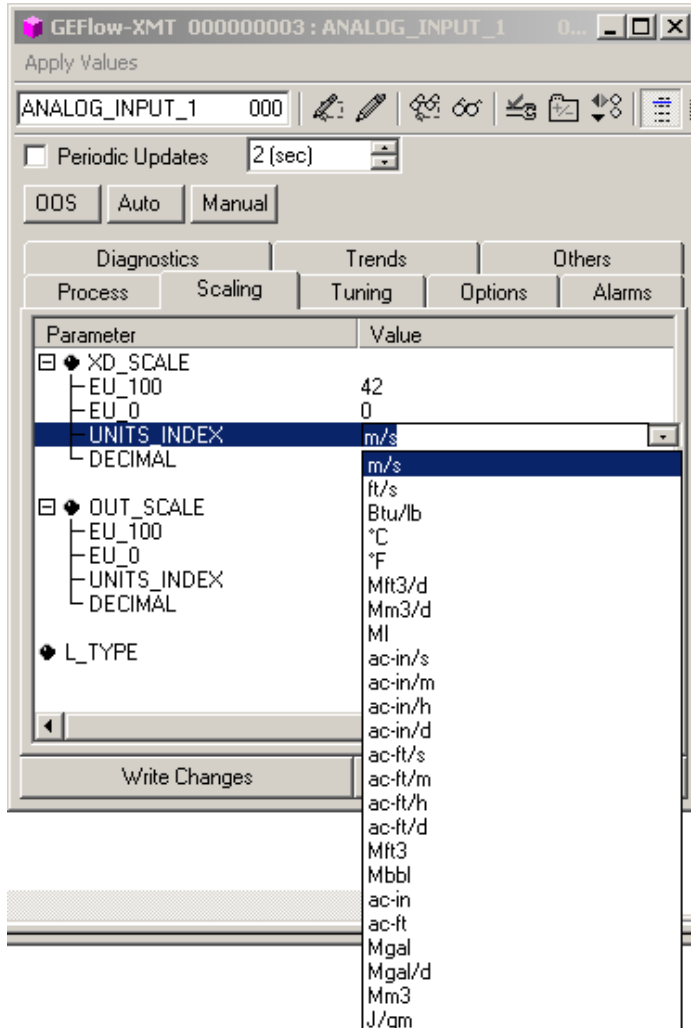 GEFlow-XMT 000000003 : ANALOG_INPUT_1 0...
Apply Values
ANALOG_INPUT_1 000
Periodic Updates 2 (sec)
OOS Auto Manual
Diagnostics Trends Others
Process Scaling Tuning Options Alarms
Parameter Value
XD_SCALE
EU_100 42
EU_0 0
UNITS_INDEX m/s
DECIMAL
OUT_SCALE
EU_100
EU_0
UNITS_INDEX
DECIMAL
L_TYPE
m/s
ft/s
Btu/lb
°C
°F
Mft3/d
Mm3/d
Ml
ac-in/s
ac-in/m
ac-in/h
ac-in/d
ac-ft/s
ac-ft/m
ac-ft/h
ac-ft/d
Mft3
Mbbl
ac-in
ac-ft
Mgal
Mgal/d
Mm3
J/gm
Write Changes